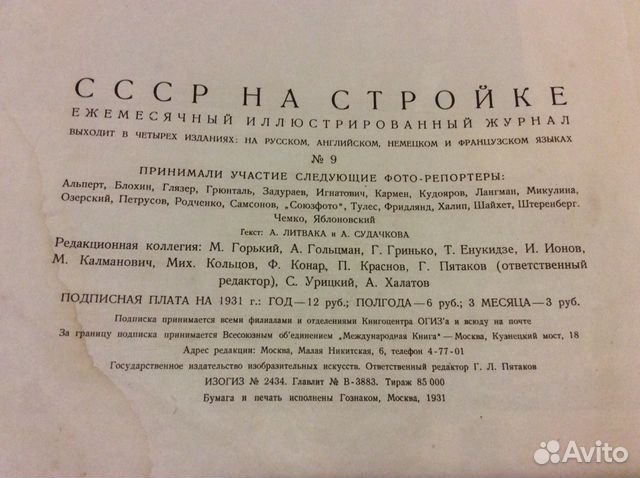 СССР НА СТРОЙКЕ
ЕЖЕМЕСЯЧНЫЙ ИЛЛЮСТРИРОВАННЫЙ ЖУРНАЛ
ВЫХОДИТ В ЧЕТЫРЕХ ИЗДАНИЯХ: НА РУССКОМ, АНГЛИЙСКОМ, НЕМЕЦКОМ И ФРАНЦУЗСКОМ ЯЗЫКАХ
№ 9
ПРИНИМАЛИ УЧАСТИЕ СЛЕДУЮЩИЕ ФОТО-РЕПОРТЕРЫ:
Альперт, Блохин, Глязер, Грюнталь, Задураев, Игнатович, Кармен, Кудояров, Лангман, Микулина,
Озерский, Петрусов, Родченко, Самсонов, „Союзфото", Тулес, Фридлянд, Халип, Шайхет, Штеренберг.
Чемко, Яблоновский
Текст: А. ЛИТВАКА и А. СУДАЧКОВА
Редакционная коллегия: М. Горький, А. Гольцман, Г. Гринько, Т. Енукидзе, И. Ионов,
М. Калманович, Мих. Кольцов, Ф. Конар, П. Краснов, Г. Пятаков (ответственный
редактор), С. Урицкий, А. Халатов
ПОДПИСНАЯ ПЛАТА НА 1931 г.: ГОД—12 руб.; ПОЛГОДА—6 руб.; 3 МЕСЯЦА—3 руб.
Подписка принимается всеми филиалами и отделениями Книгоцентра ОГИЗ'а и всюду на почте
За границу подписка принимается Всесоюзным об'единением „Международная Книга"—Москва, Кузнецкий мост, 18
Адрес редакции: Москва, Малая Никитская, 6, телефон 4-77-01
Государственное издательство изобразительных искусств. Ответственный редактор Г. Л. Пятаков
ИЗОГИЗ № 2434. Главлит № В-3883. Тираж 85 000
Бумага и печать исполнены Гознаком, Москва, 1931
Avito